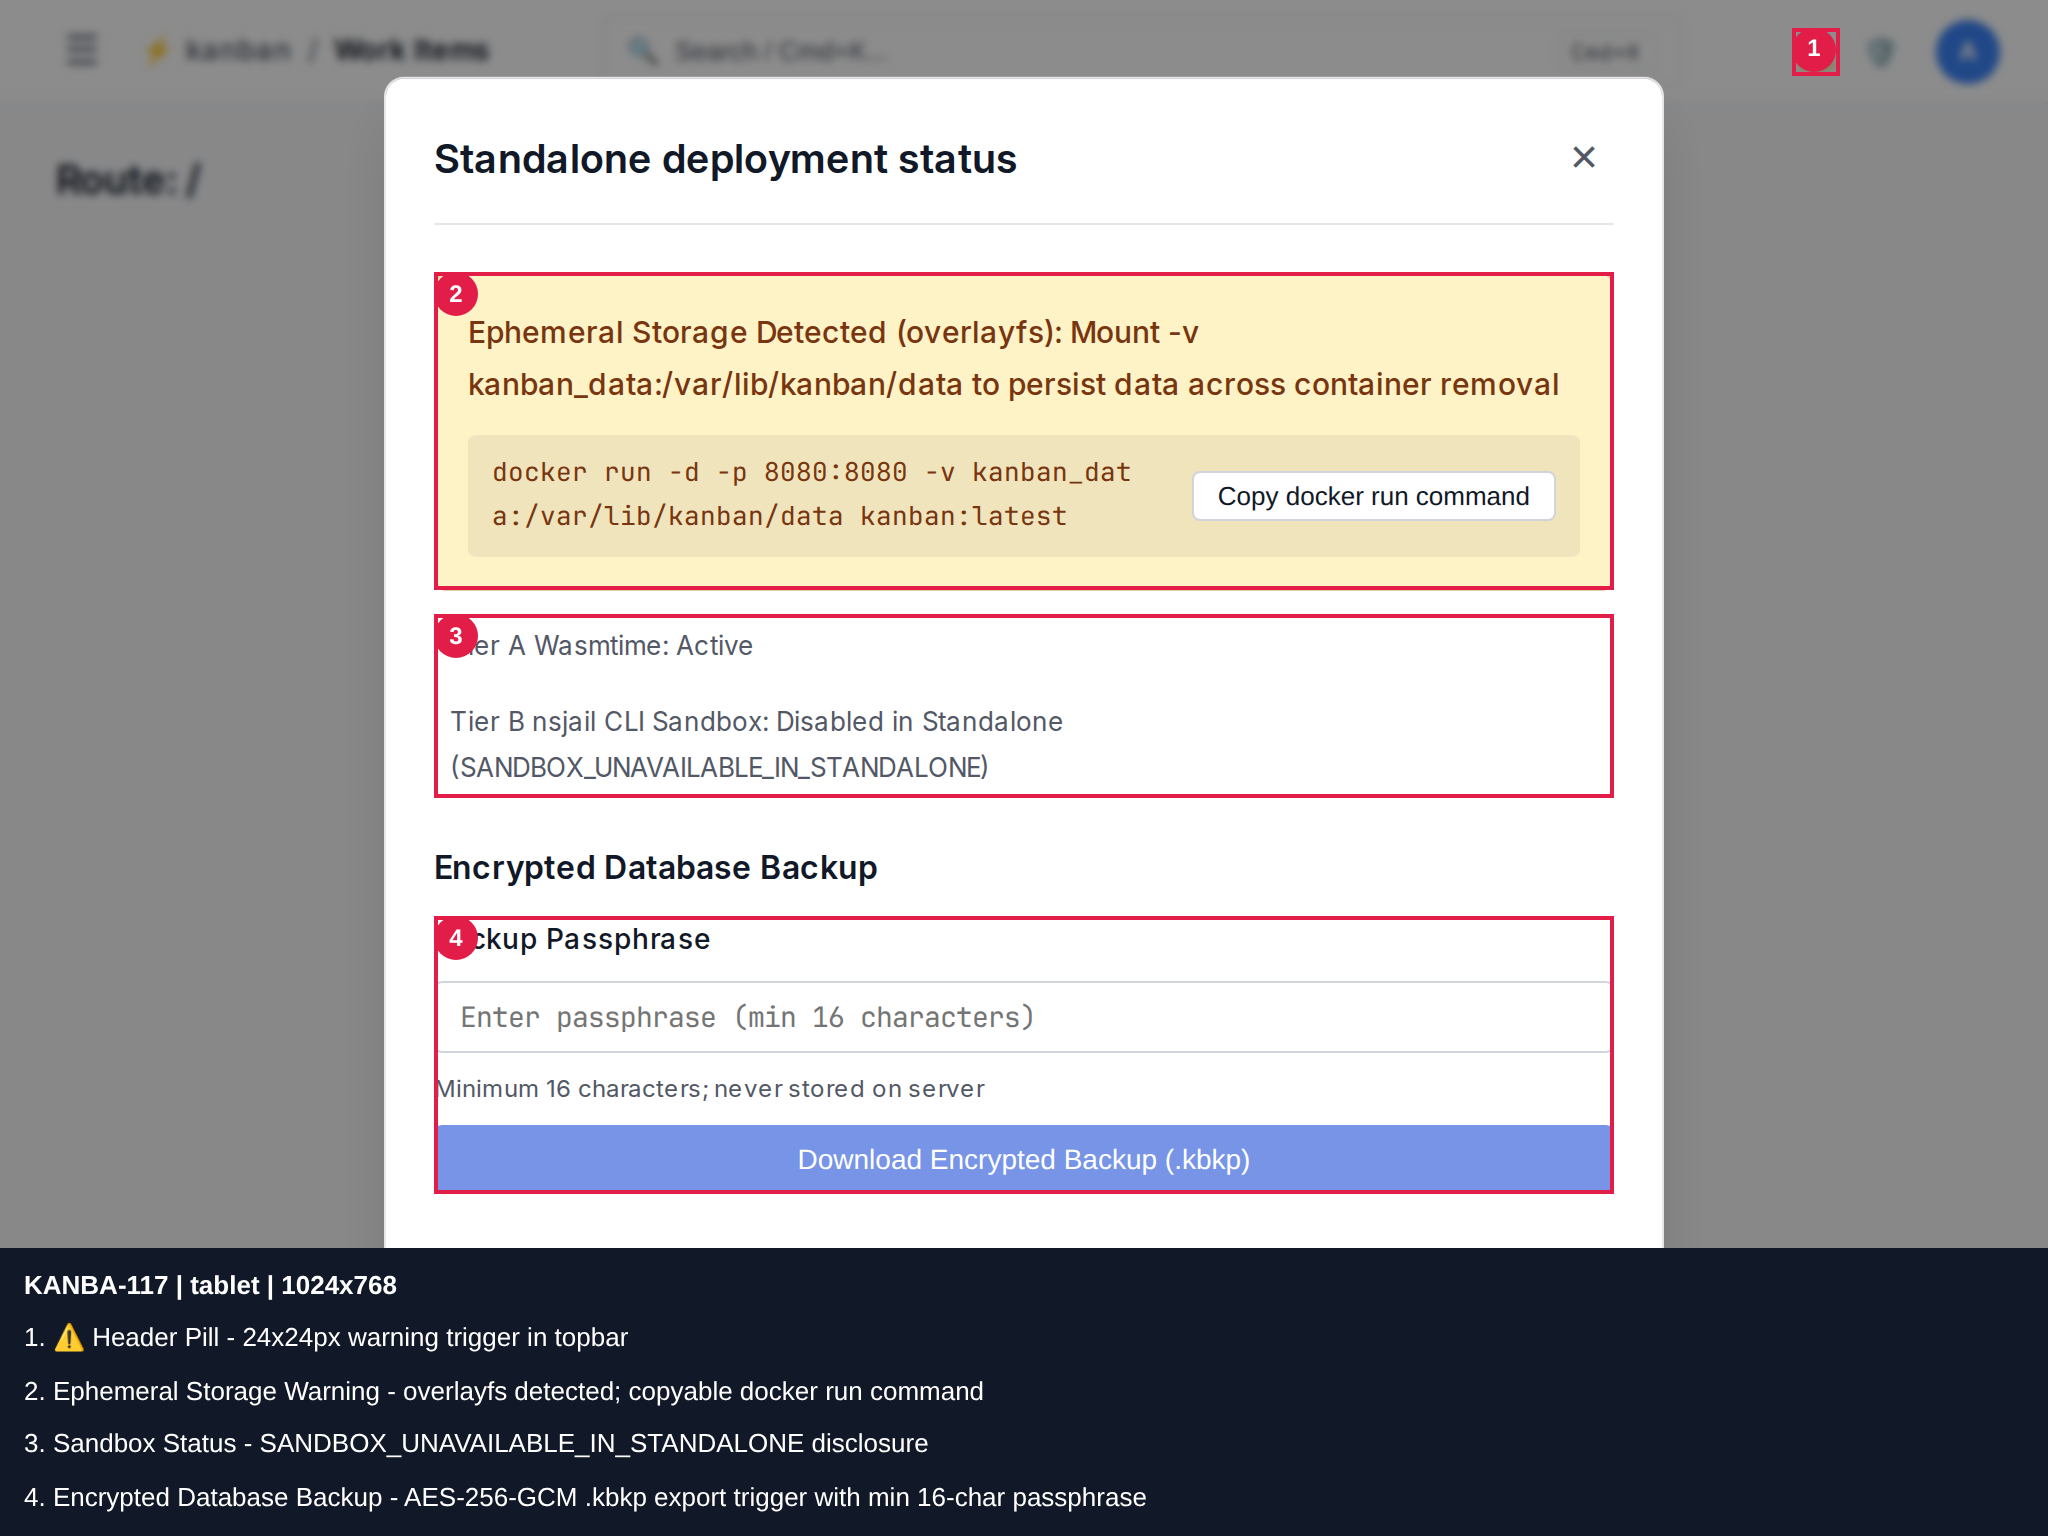 kanban / Work Items
Search / Cmd+K...
Cmd+K
1
A
Route: /
Standalone deployment status
2
Ephemeral Storage Detected (overlayfs): Mount -v
kanban_data:/var/lib/kanban/data to persist data across container removal
docker run -d -p 8080:8080 -v kanban_dat
a:/var/lib/kanban/data kanban:latest
Copy docker run command
3
er A Wasmtime: Active
Tier B nsjail CLI Sandbox: Disabled in Standalone
(SANDBOX_UNAVAILABLE_IN_STANDALONE)
Encrypted Database Backup
4
ckup Passphrase
Enter passphrase (min 16 characters)
Minimum 16 characters; never stored on server
Download Encrypted Backup (.kbkp)
KANBA-117 | tablet | 1024x768
1. ⚠️ Header Pill - 24x24px warning trigger in topbar
2. Ephemeral Storage Warning - overlayfs detected; copyable docker run command
3. Sandbox Status - SANDBOX_UNAVAILABLE_IN_STANDALONE disclosure
4. Encrypted Database Backup - AES-256-GCM .kbkp export trigger with min 16-char passphrase